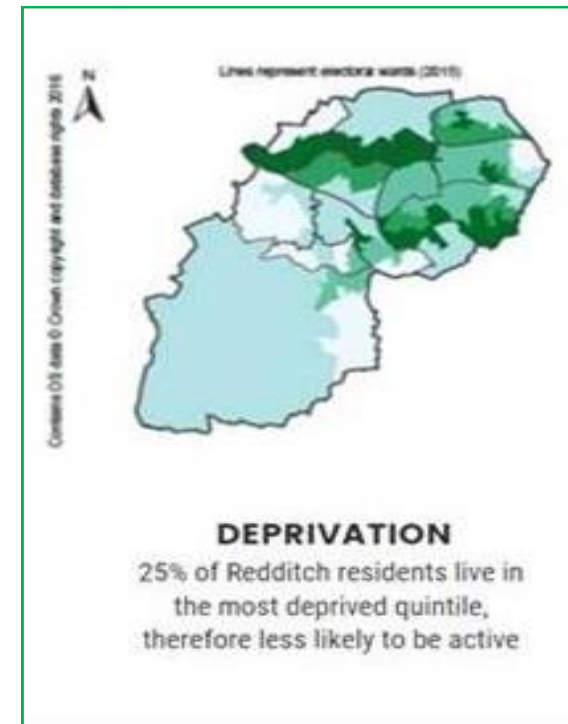 Lines represent electoral wards (2015)
N
Contains OS data © Crown copyright and database rights 2016
DEPRIVATION
25% of Redditch residents live in
the most deprived quintile,
therefore less likely to be active